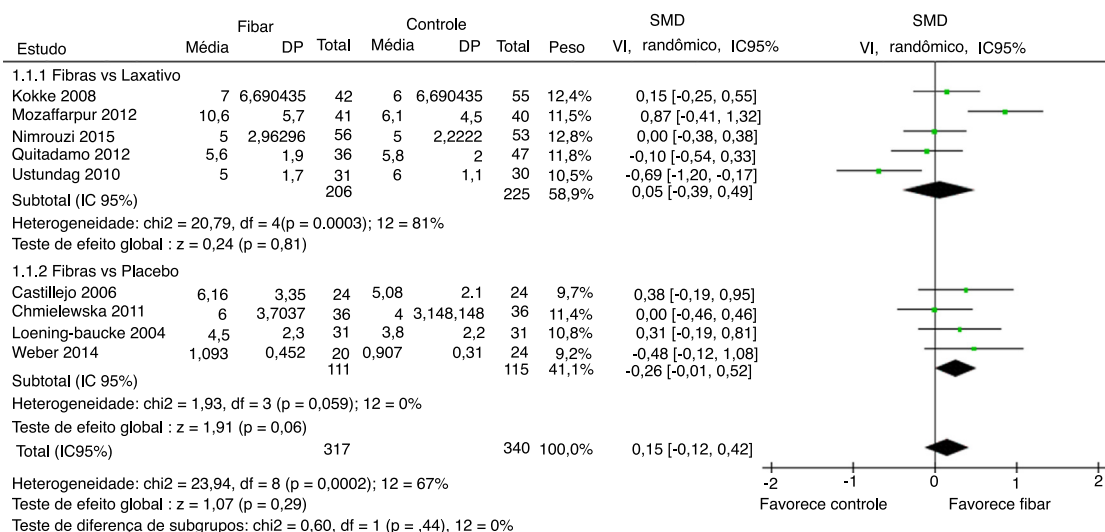 Fibar Controle SMD SMD
Estudo Média DP Total Média DP Total Peso VI, randômico, IC95% VI, randômico, IC95%
1.1.1 Fibras vs Laxativo
Kokke 2008 7 6,690435 42 6 6,690435 55 12,4% 0,15 [-0,25, 0,55]
Mozaffarpur 2012 10,6 5,7 41 6,1 4,5 40 11,5% 0,87 [-0,41, 1,32]
Nimrouzi 2015 5 2,96296 56 5 2,2222 53 12,8% 0,00 [-0,38, 0,38]
Quitadamo 2012 5,6 1,9 36 5,8 2 47 11,8% -0,10 [-0,54, 0,33]
Ustundag 2010 5 1,7 31 6 1,1 30 10,5% -0,69 [-1,20, -0,17]
Subtotal (IC 95%) 206 225 58,9% 0,05 [-0,39, 0,49]
Heterogeneidade: chi2 = 20,79, df = 4(p = 0.0003); 12 = 81%
Teste de efeito global : z = 0,24 (p = 0,81)
1.1.2 Fibras vs Placebo
Castillejo 2006 6,16 3,35 24 5,08 2.1 24 9,7% 0,38 [-0,19, 0,95]
Chmielewska 2011 6 3,7037 36 4 3,148,148 36 11,4% 0,00 [-0,46, 0,46]
Loening-baucke 2004 4,5 2,3 31 3,8 2,2 31 10,8% 0,31 [-0,19, 0,81]
Weber 2014 1,093 0,452 20 0,907 0,31 24 9,2% -0,48 [-0,12, 1,08]
Subtotal (IC 95%) 111 115 41,1% -0,26 [-0,01, 0,52]
Heterogeneidade: chi2 = 1,93, df = 3 (p = 0,059); 12 = 0%
Teste de efeito global : z = 1,91 (p = 0,06)
Total (IC95%) 317 340 100,0% 0,15 [-0,12, 0,42]
Heterogeneidade: chi2 = 23,94, df = 8 (p = 0,0002); 12 = 67%
Teste de efeito global : z = 1,07 (p = 0,29)
Teste de diferença de subgrupos: chi2 = 0,60, df = 1 (p = ,44), 12 = 0%
-2 -1 0 1 2
Favorece controle Favorece fibar